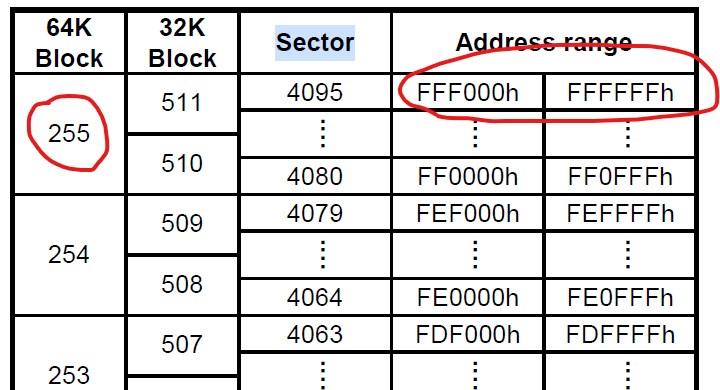 64K Block 32K Block Sector Address range
255 511 4095 FFF000h FFFFFFh
510 4080 FF0000h FF0FFFh
254 509 4079 FEF000h FEFFFFh
508 4064 FE0000h FE0FFFh
253 507 4063 FDF000h FDFFFFh